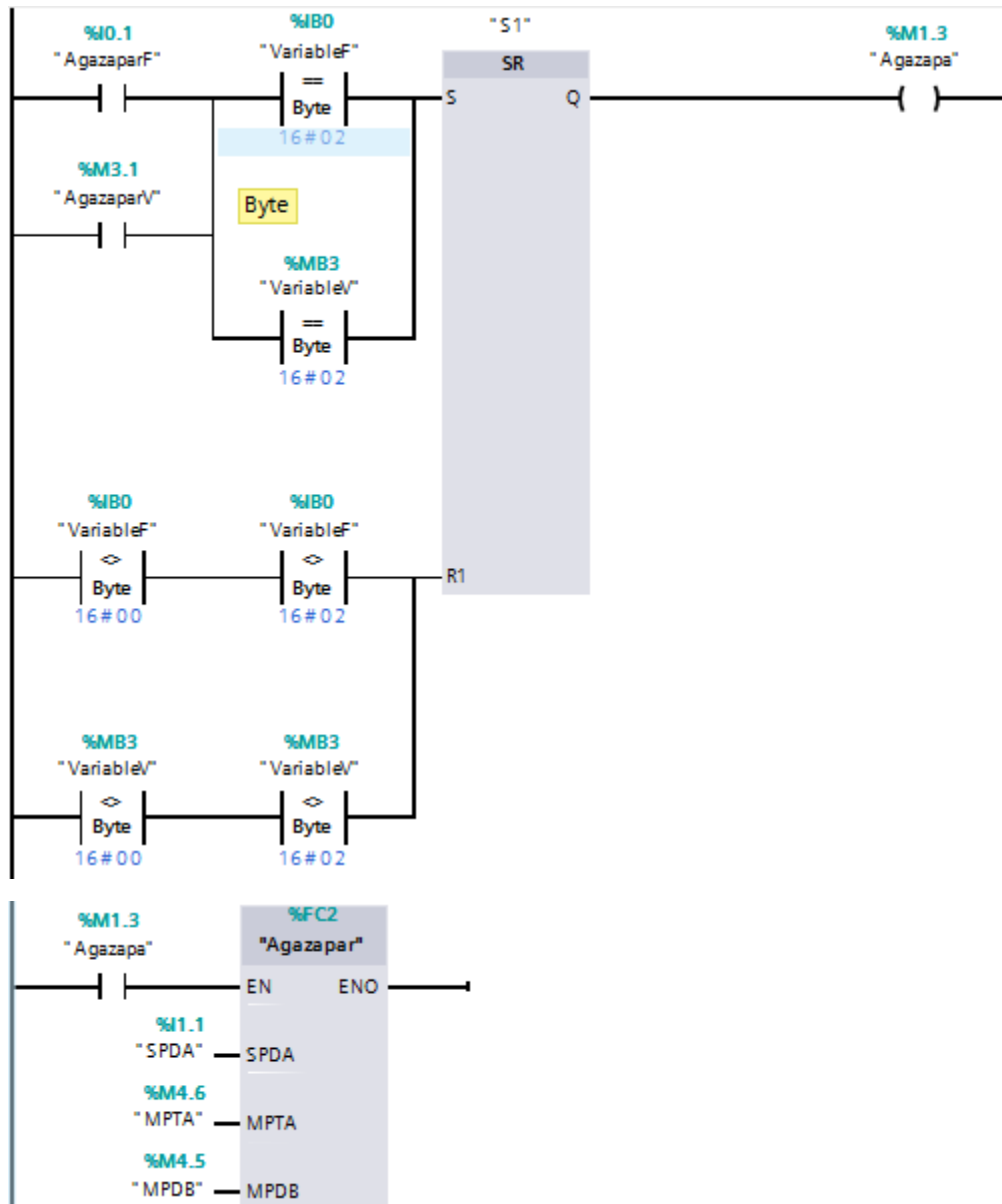 %I0.1
"AgazaparF"
%IB0
"VariableF"
==
Byte
16#02
"S1"
SR
S
Q
%M1.3
"Agazapa"
%M3.1
"AgazaparV"
Byte
%MB3
"VariableV"
==
Byte
16#02
%IB0
"VariableF"
<>
Byte
16#00
%IB0
"VariableF"
<>
Byte
16#02
R1
%MB3
"VariableV"
<>
Byte
16#00
%MB3
"VariableV"
<>
Byte
16#02
%M1.3
"Agazapa"
%FC2
"Agazapar"
EN
ENO
%I1.1
"SPDA"
SPDA
%M4.6
"MPTA"
MPTA
%M4.5
"MPDB"
MPDB